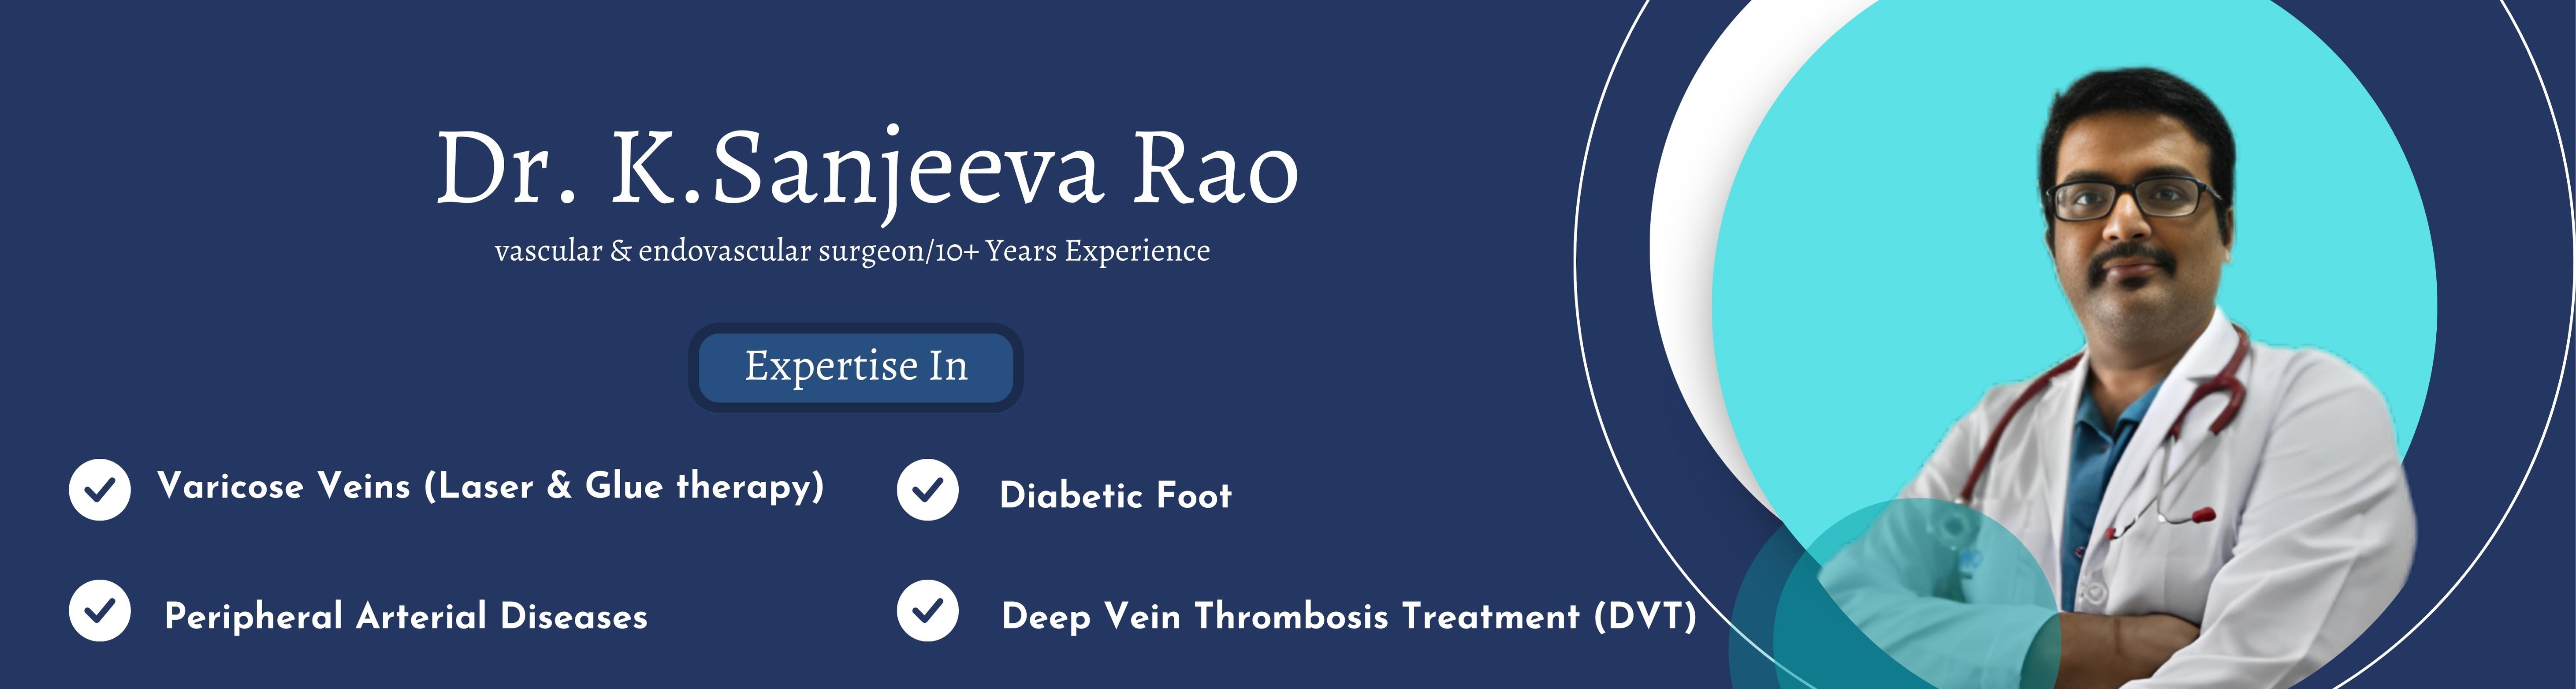 Dr. K.Sanjeeva Rao
vascular & endovascular surgeon/10+ Years Experience
Expertise In
Varicose Veins (Laser & Glue therapy)
Diabetic Foot
Peripheral Arterial Diseases
Deep Vein Thrombosis Treatment (DVT)